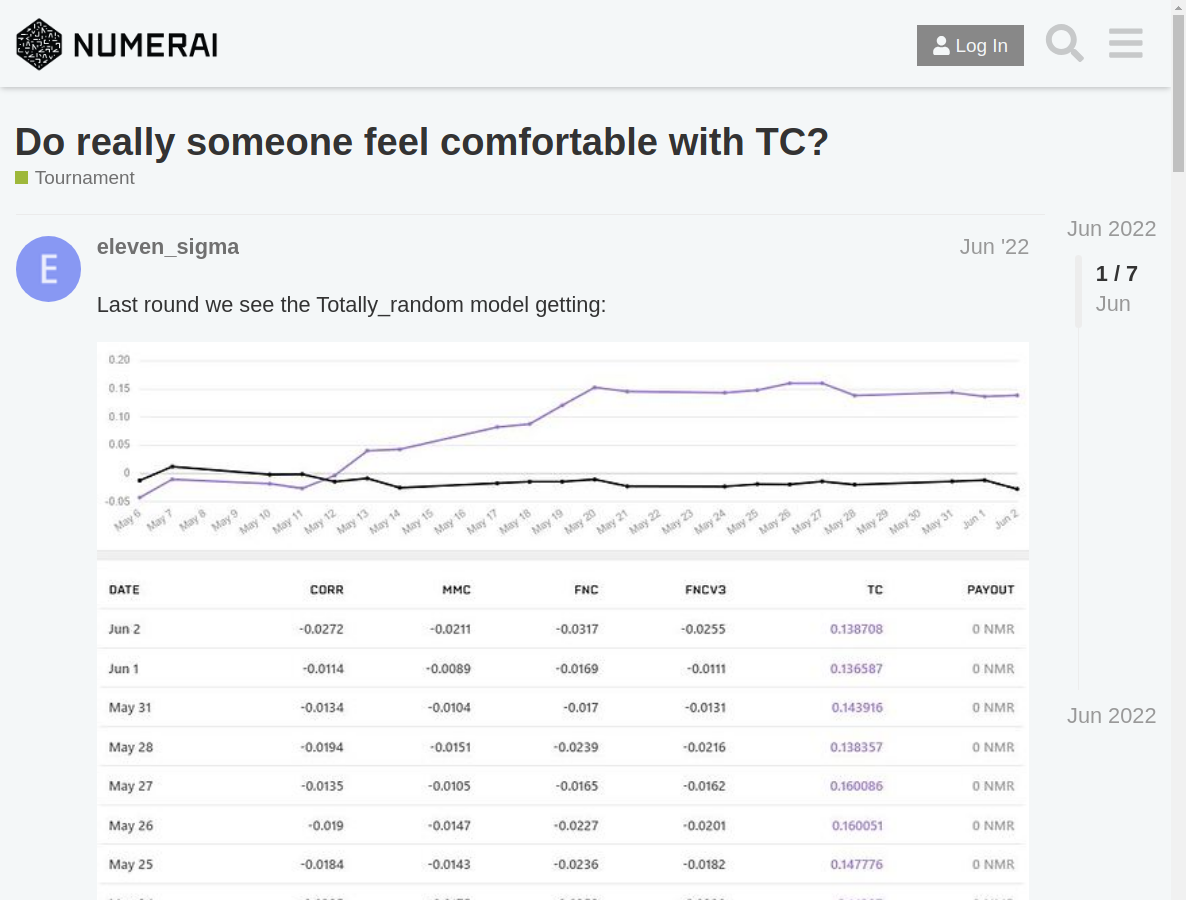 NUMERAI
Log In
Do really someone feel comfortable with TC?
Tournament
Jun 2022
E
eleven_sigma
Jun '22
1 / 7
Jun
Last round we see the Totally_random model getting:
0.20
0.15
0.10
0.05
0
-0.05
May 6 May 7 May 8 May 9 May 10 May 11 May 12 May 13 May 14 May 15 May 16 May 17 May 18 May 19 May 20 May 21 May 22 May 23 May 24 May 25 May 26 May 27 May 28 May 29 May 30 May 31 Jun 1 Jun 2
DATE CORR MMC FNC FNCV3 TC PAYOUT
Jun 2 -0.0272 -0.0211 -0.0317 -0.0255 0.138708 0 NMR
Jun 1 -0.0114 -0.0089 -0.0169 -0.0111 0.136587 0 NMR
May 31 -0.0134 -0.0104 -0.017 -0.0131 0.143916 0 NMR
Jun 2022
May 28 -0.0194 -0.0151 -0.0239 -0.0216 0.138357 0 NMR
May 27 -0.0135 -0.0105 -0.0165 -0.0162 0.160086 0 NMR
May 26 -0.019 -0.0147 -0.0227 -0.0201 0.160051 0 NMR
May 25 -0.0184 -0.0143 -0.0236 -0.0182 0.147776 0 NMR